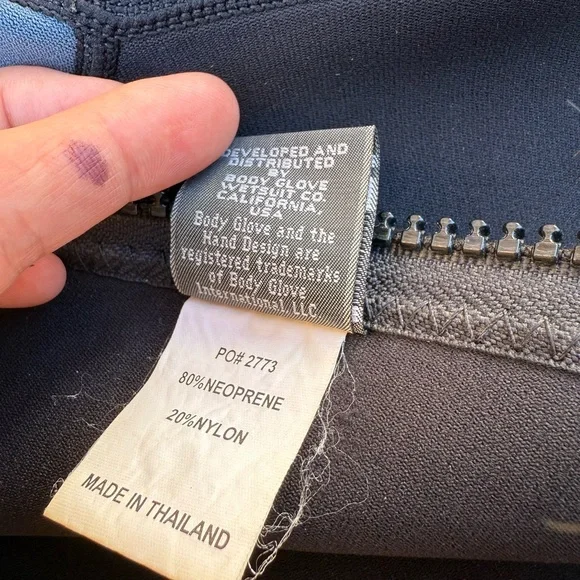 DEVELOPED AND
DISTRIBUTED
BY
BODY GLOVE
WETSUIT CO.
CALIFORNIA,
USA
Body Glove and the
Hand Design are
registered trademarks
of Body Glove
International LLC
PO# 2773
80%NEOPRENE
20%NYLON
MADE IN THAILAND